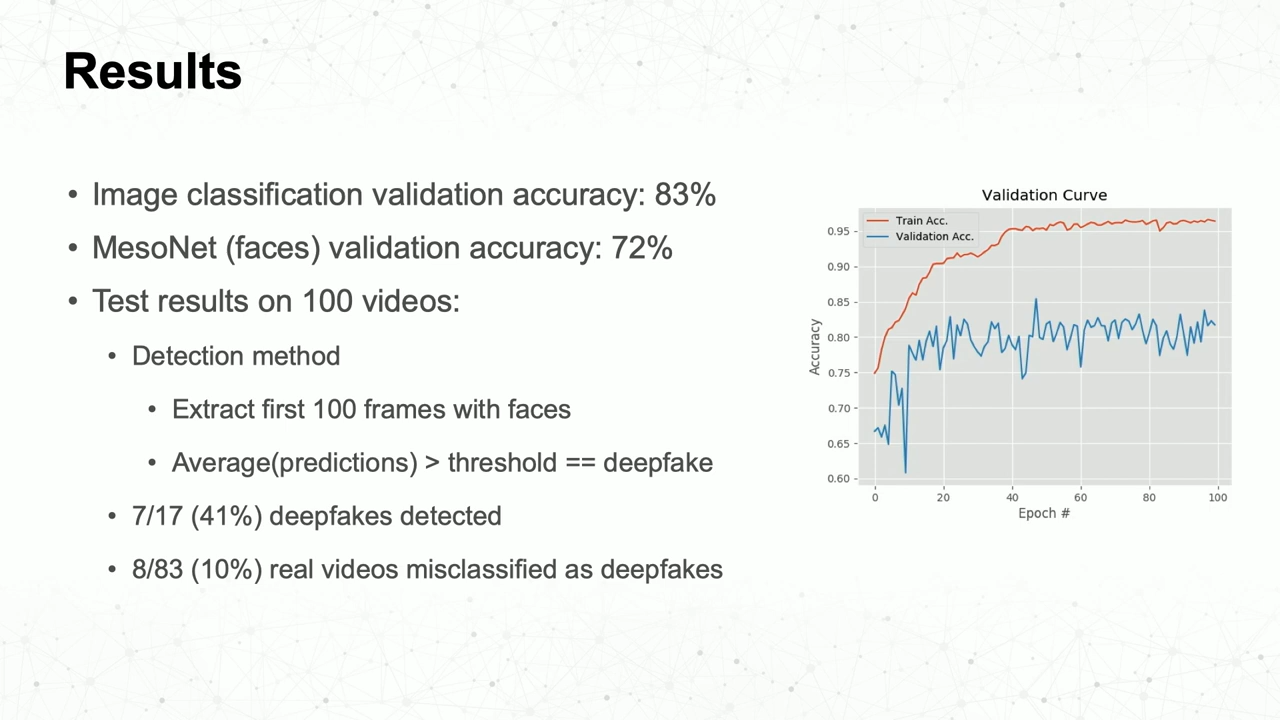 Results
• Image classification validation accuracy: 83%
• MesoNet (faces) validation accuracy: 72%
• Test results on 100 videos:
• Detection method
• Extract first 100 frames with faces
• Average(predictions) > threshold == deepfake
• 7/17 (41%) deepfakes detected
• 8/83 (10%) real videos misclassified as deepfakes
Validation Curve
Train Acc.
Validation Acc.
0.95
0.90
0.85
0.80
0.75
0.70
0.65
0.60
Accuracy
0 20 40 60 80 100
Epoch #